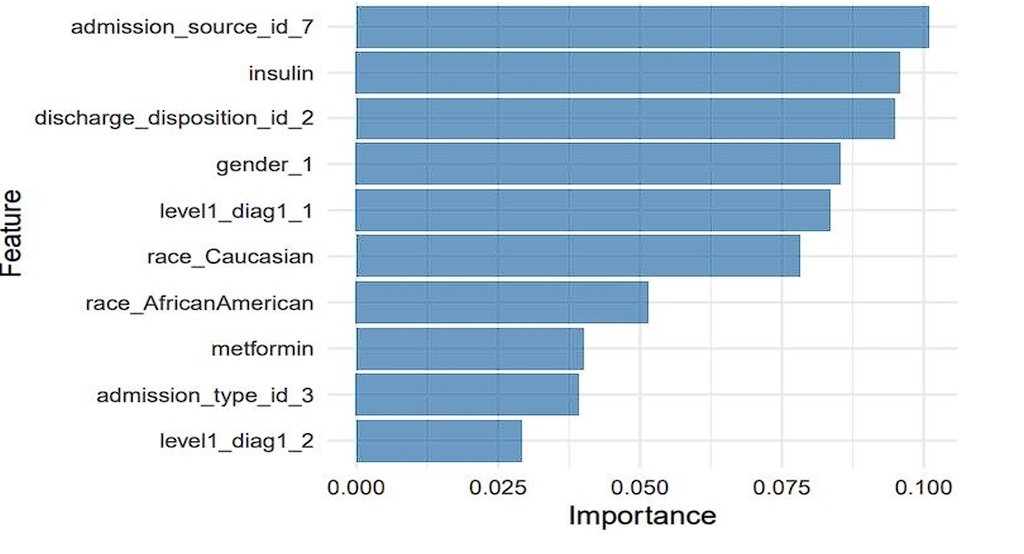 admission_source_id_7
insulin
discharge_disposition_id_2
gender_1
level1_diag1_1
race_Caucasian
race_AfricanAmerican
metformin
admission_type_id_3
level1_diag1_2
Feature
0.000 0.025 0.050 0.075 0.100
Importance